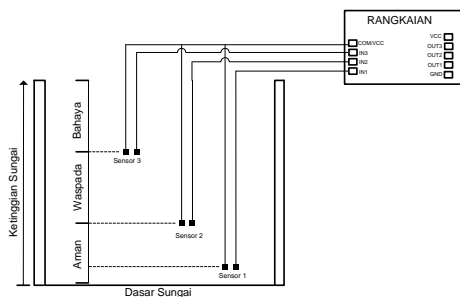 RANGKAIAN
COM/VCC
IN3
IN2
IN1
VCC
OUT3
OUT2
OUT1
GND
Ketinggian Sungai
Bahaya
Waspada
Aman
Sensor 3
Sensor 2
Sensor 1
Dasar Sungai